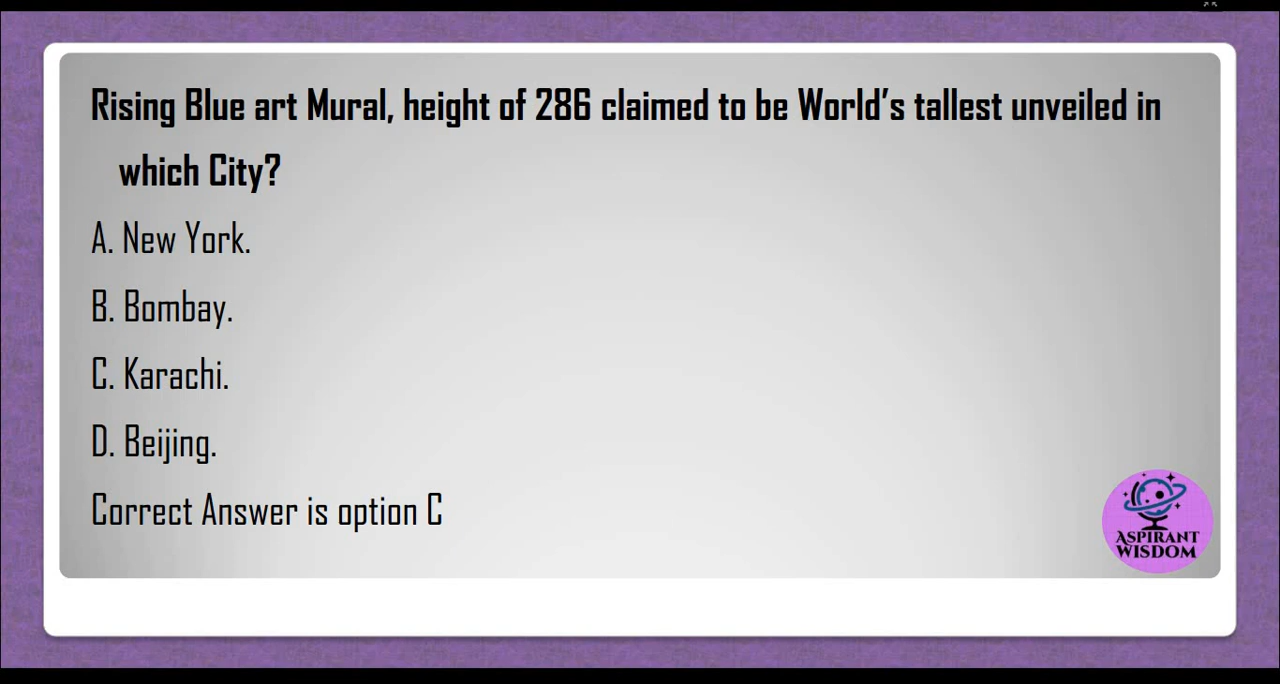 Rising Blue art Mural, height of 286 claimed to be World's tallest unveiled in
which City?
A. New York.
B. Bombay.
C. Karachi.
D. Beijing.
Correct Answer is option C
ASPIRANT
WISDOM